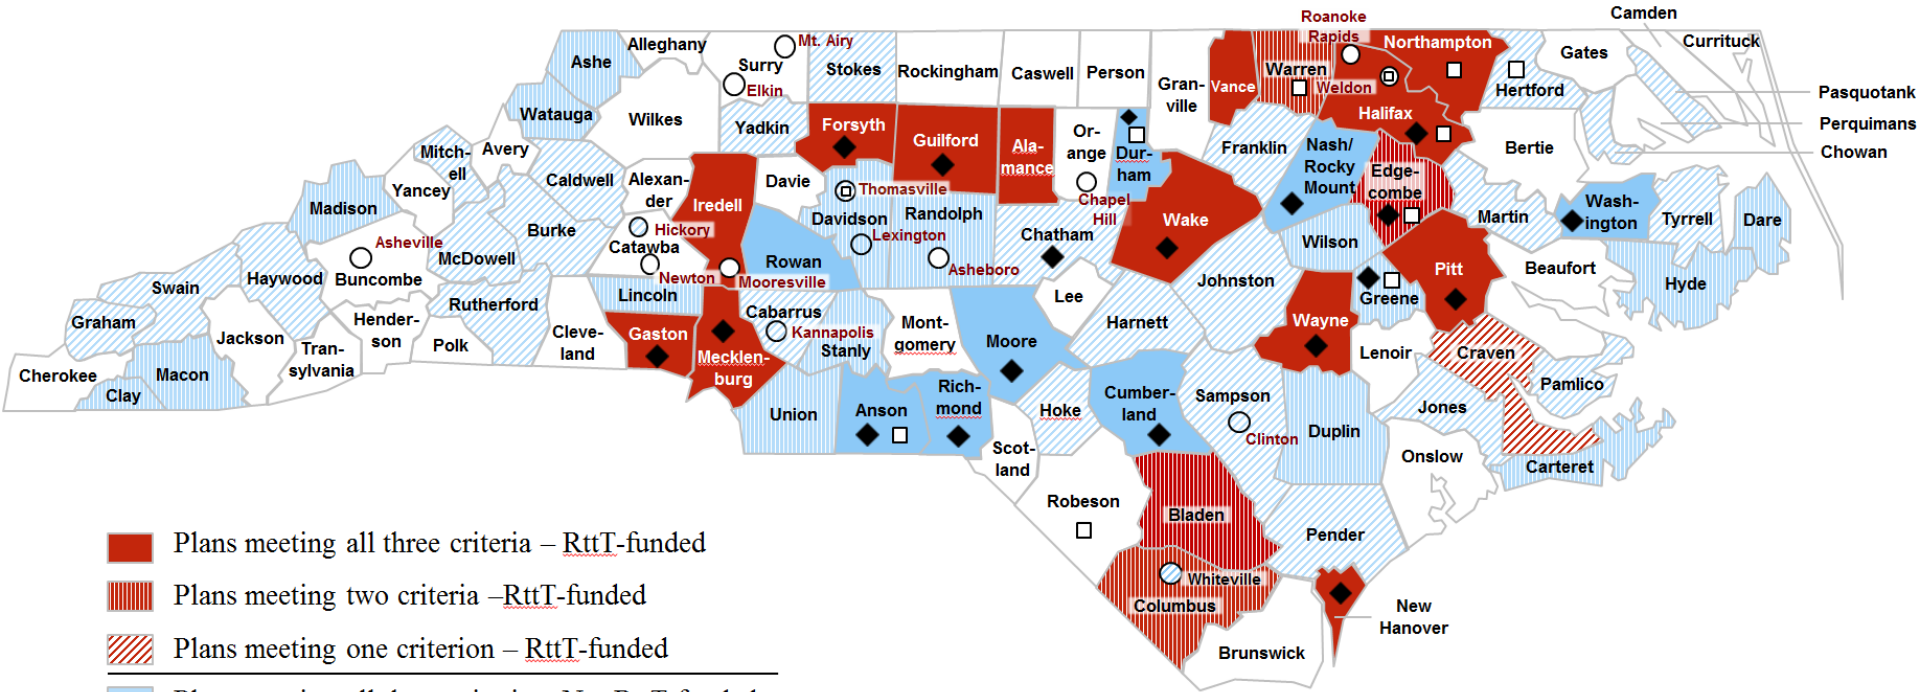 Roanoke
Rapids
Camden
Currituck
Alleghany
Mt. Airy
Northampton
Gates
Ashe
Surry
Stokes
Rockingham
Caswell
Person
Gran-
ville
Vance
Warren
Weldon
Hertford
Pasquotank
Elkin
Watauga
Wilkes
Yadkin
Forsyth
Guilford
Ala-
mance
Or-
ange
Dur-
ham
Franklin
Nash/
Rocky
Mount
Halifax
Bertie
Perquimans
Chowan
Mitch-
ell
Avery
Yancey
Caldwell
Alexan-
der
Iredell
Davie
Thomasville
Davidson
Lexington
Randolph
Asheboro
Chatham
Chapel
Hill
Wake
Edge-
combe
Martin
Wash-
ington
Tyrrell
Dare
Madison
Asheville
Buncombe
McDowell
Burke
Hickory
Catawba
Newton
Mooresville
Rowan
Wilson
Johnston
Greene
Pitt
Beaufort
Hyde
Swain
Haywood
Rutherford
Lincoln
Cabarrus
Kannapolis
Stanly
Mont-
gomery
Lee
Harnett
Moore
Wayne
Lenoir
Craven
Pamlico
Graham
Jackson
Hender-
son
Tran-
sylvania
Polk
Cleve-
land
Gaston
Mecklen-
burg
Cherokee
Clay
Macon
Union
Anson
Rich-
mond
Hoke
Cumber-
land
Sampson
Clinton
Duplin
Jones
Onslow
Carteret
Scot-
land
Robeson
Bladen
Pender
Whiteville
Columbus
Brunswick
New
Hanover
Plans meeting all three criteria – RttT-funded
Plans meeting two criteria –RttT-funded
Plans meeting one criterion – RttT-funded